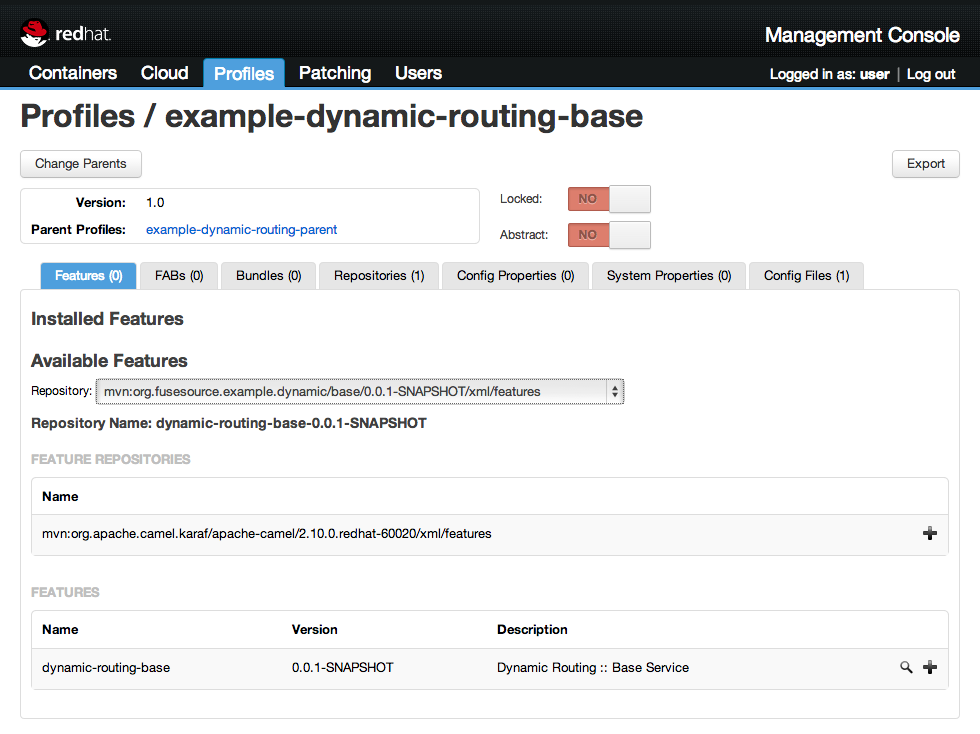 redhat.
Management Console
Containers Cloud Profiles Patching Users
Logged in as: user | Log out
Profiles / example-dynamic-routing-base
Change Parents
Export
Version: 1.0
Parent Profiles: example-dynamic-routing-parent
Locked: NO
Abstract: NO
Features (0) FABs (0) Bundles (0) Repositories (1) Config Properties (0) System Properties (0) Config Files (1)
Installed Features
Available Features
Repository: mvn:org.fusesource.example.dynamic/base/0.0.1-SNAPSHOT/xml/features
Repository Name: dynamic-routing-base-0.0.1-SNAPSHOT
FEATURE REPOSITORIES
Name
mvn:org.apache.camel.karaf/apache-camel/2.10.0.redhat-60020/xml/features
FEATURES
Name Version Description
dynamic-routing-base 0.0.1-SNAPSHOT Dynamic Routing :: Base Service